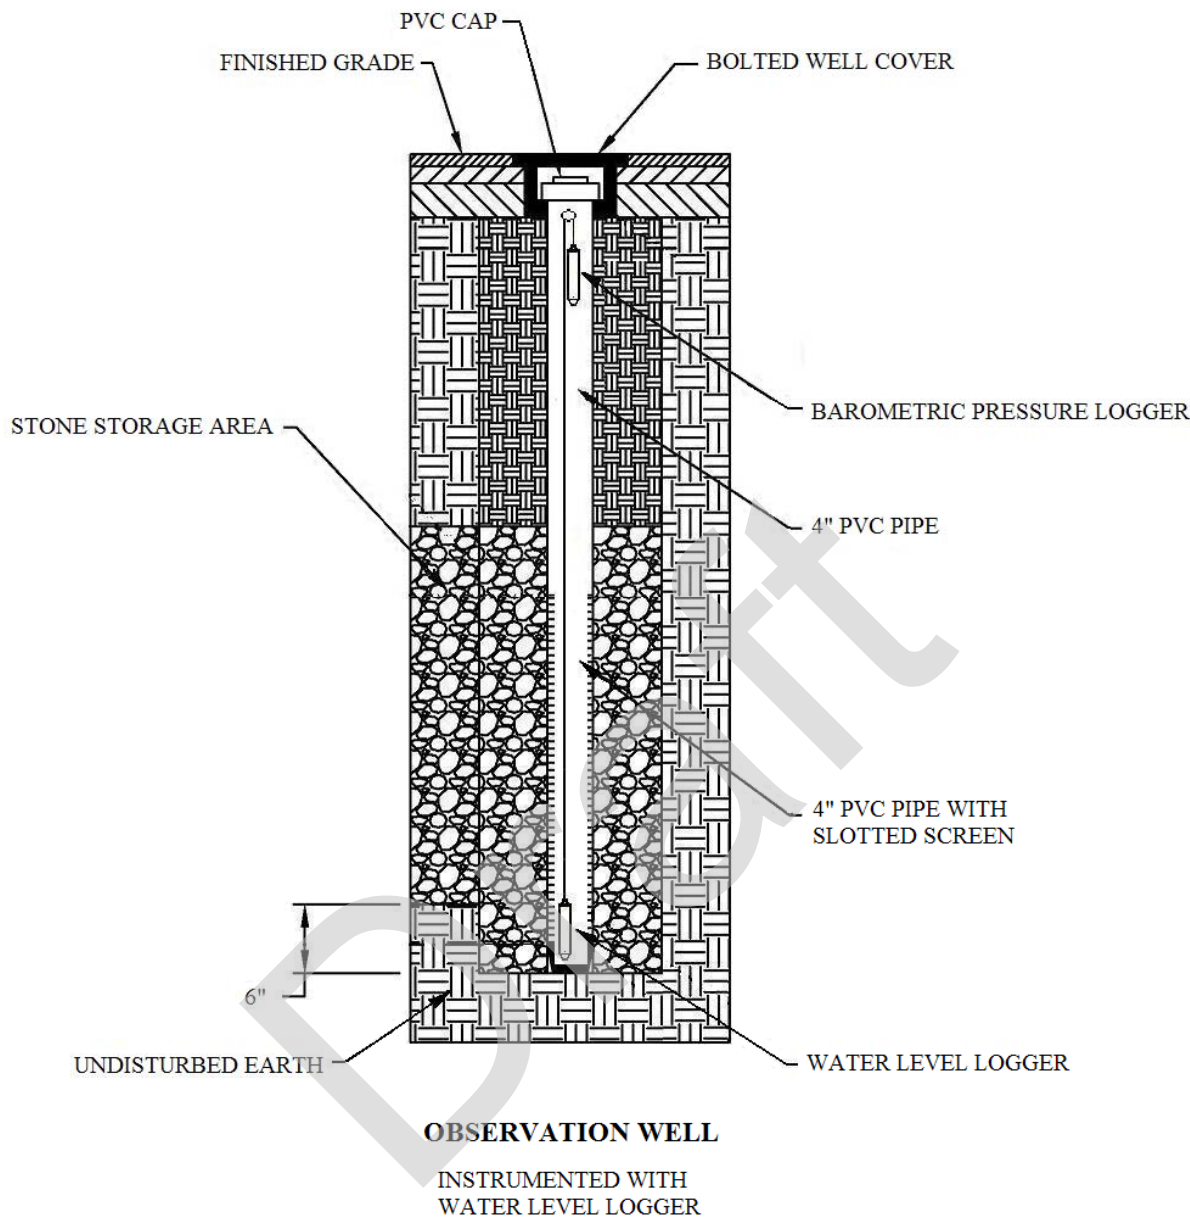 PVC CAP
FINISHED GRADE
BOLTED WELL COVER
BAROMETRIC PRESSURE LOGGER
STONE STORAGE AREA
4" PVC PIPE
4" PVC PIPE WITH
SLOTTED SCREEN
6"
UNDISTURBED EARTH
WATER LEVEL LOGGER
OBSERVATION WELL
INSTRUMENTED WITH
WATER LEVEL LOGGER
Draft